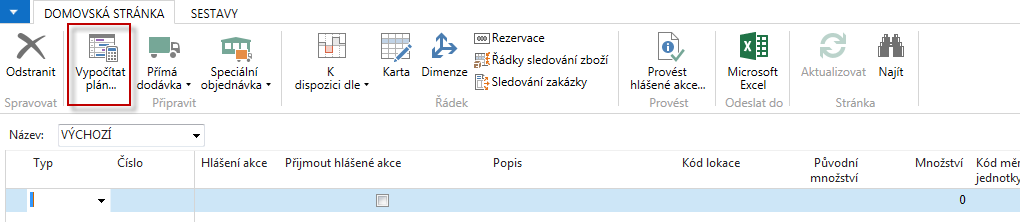 DOMOVSKÁ STRÁNKA SESTAVY
Odstranit
Vypočítat plán...
Přímá dodávka
Speciální objednávka
K dispozici dle
Karta
Dimenze
Rezervace
Řádky sledování zboží
Sledování zakázky
Provést hlášené akce...
Microsoft Excel
Aktualizovat
Najít
Spravovat Připravit Řádek Provést Odeslat do Stránka
Název: VÝCHOZÍ
Typ Číslo Hlášení akce Přijmout hlášené akce Popis Kód lokace Původní množství Množství Kód měr jednotky
0